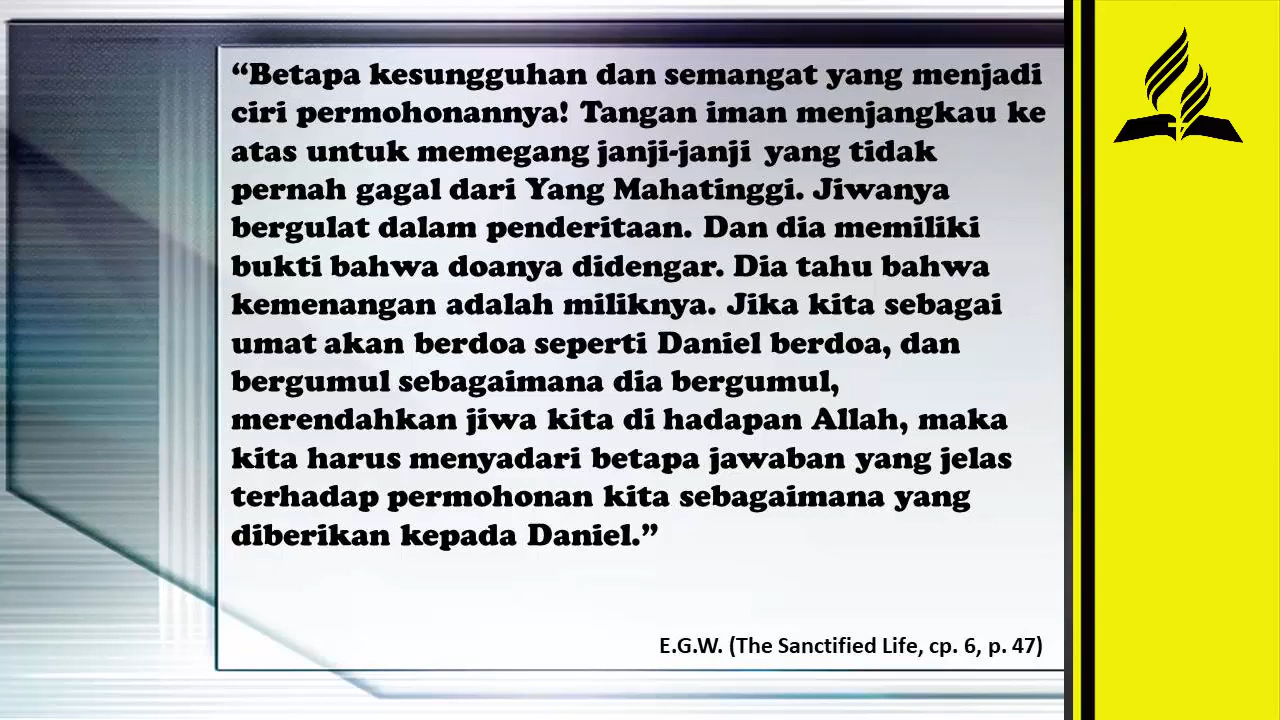 “Betapa kesungguhan dan semangat yang menjadi
ciri permohonannya! Tangan iman menjangkau ke
atas untuk memegang janji-janji yang tidak
pernah gagal dari Yang Mahatinggi. Jiwanya
bergulat dalam penderitaan. Dan dia memiliki
bukti bahwa doanya didengar. Dia tahu bahwa
kemenangan adalah miliknya. Jika kita sebagai
umat akan berdoa seperti Daniel berdoa, dan
bergumul sebagaimana dia bergumul,
merendahkan jiwa kita di hadapan Allah, maka
kita harus menyadari betapa jawaban yang jelas
terhadap permohonan kita sebagaimana yang
diberikan kepada Daniel.”
E.G.W. (The Sanctified Life, cp. 6, p. 47)